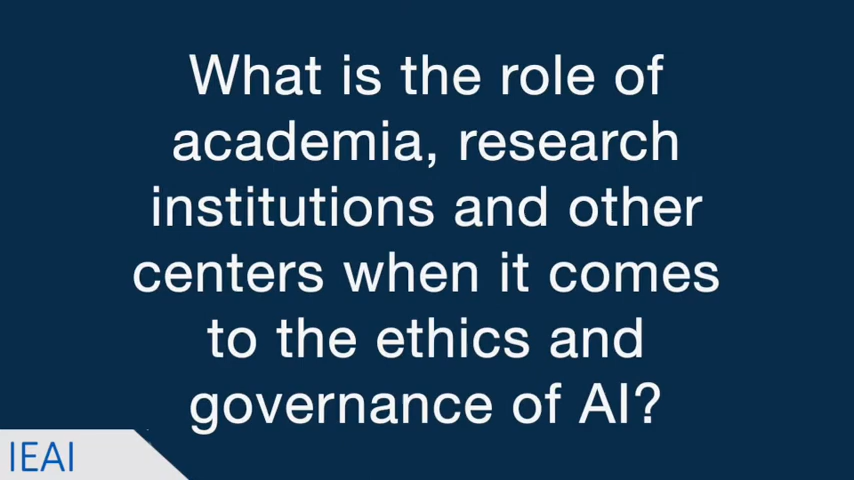 What is the role of
academia, research
institutions and other
centers when it comes
to the ethics and
governance of AI?
IEAI